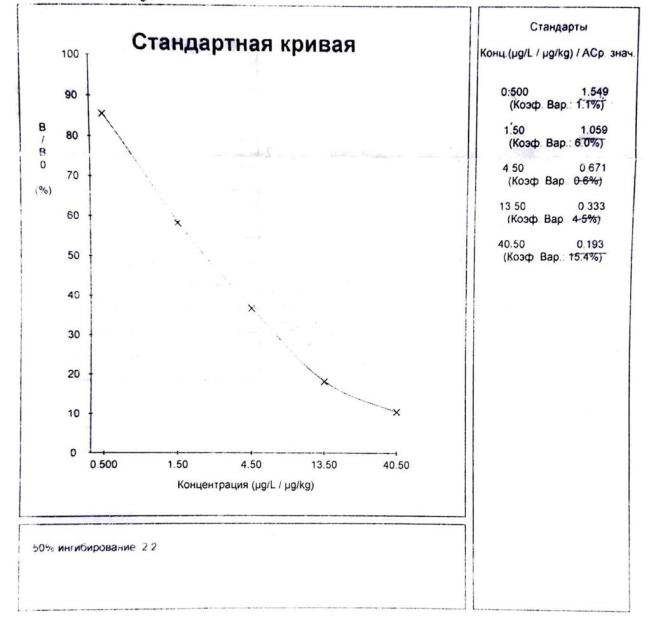 Стандартная кривая
100
90
80
70
60
50
40
30
20
10
0
B
/
B
0
(%)
0.500 1.50 4.50 13.50 40.50
Концентрация (µg/L / µg/kg)
50% ингибирование 2.2
Стандарты
Конц.(µg/L / µg/kg) / АСр. знач.
0.500 1.549
(Коэф. Вар.: 1.1%)
1.50 1.059
(Коэф. Вар.: 6.0%)
4.50 0.671
(Коэф Вар. 0.6%)
13.50 0.333
(Коэф. Вар. 4.5%)
40.50 0.193
(Коэф Вар.: 15.4%)